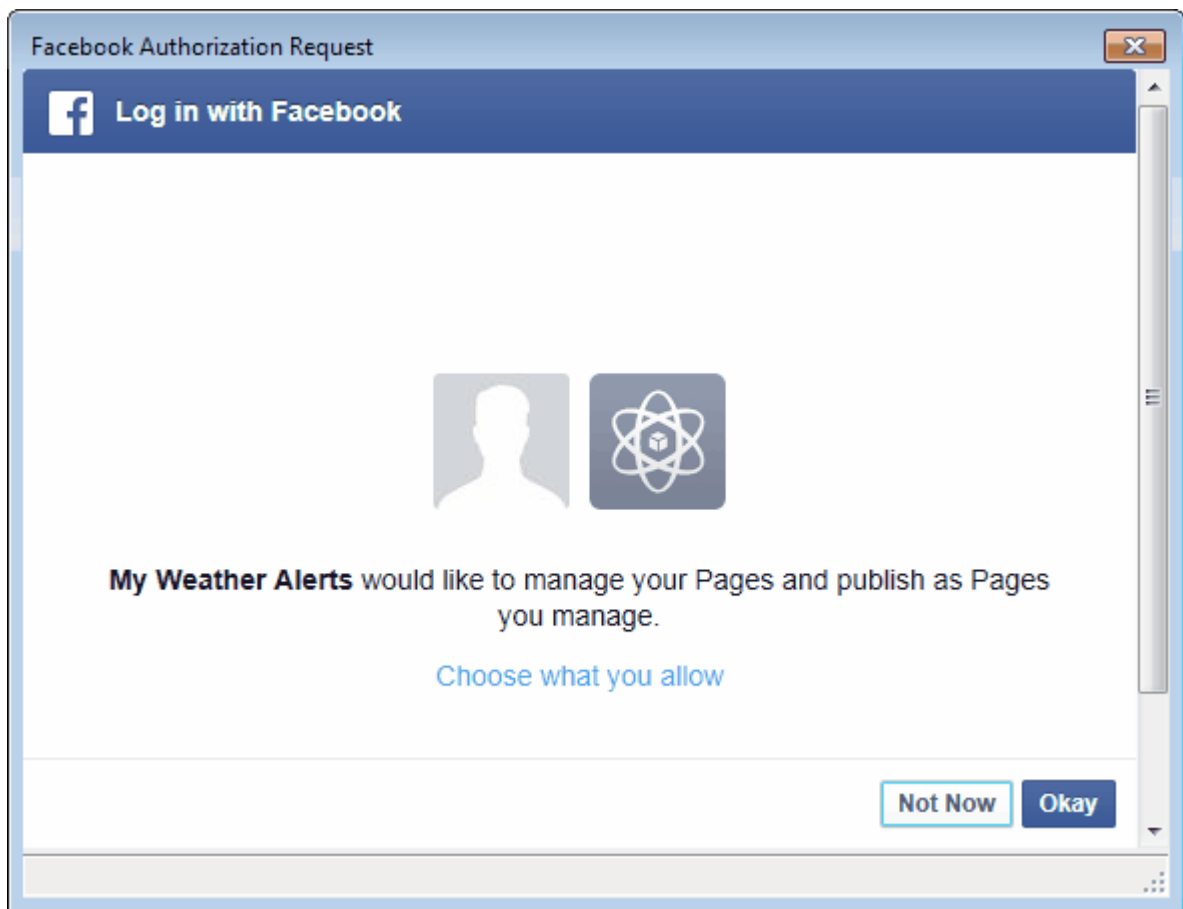 Facebook Authorization Request
Log in with Facebook
My Weather Alerts would like to manage your Pages and publish as Pages
you manage.
Choose what you allow
Not Now
Okay